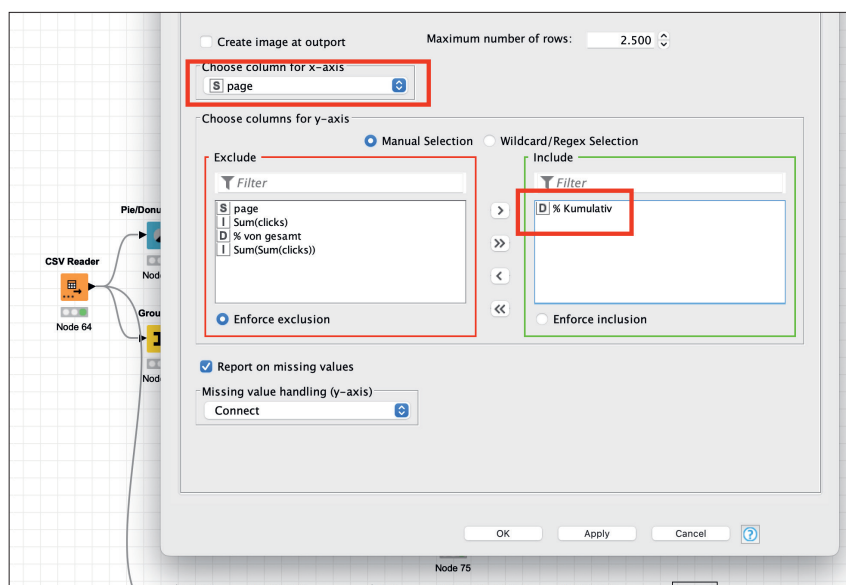 Create image at outport
Maximum number of rows:
2.500
Choose column for x-axis
S page
Choose columns for y-axis
Manual Selection
Wildcard/Regex Selection
Exclude
Filter
S page
I Sum(clicks)
D % von gesamt
I Sum(Sum(clicks))
Enforce exclusion
>
>>
<
<<
Include
Filter
D % Kumulativ
Enforce inclusion
Report on missing values
Missing value handling (y-axis)
Connect
OK
Apply
Cancel
?
Pie/Donu
Nod
CSV Reader
Node 64
Grou
Nod
Node 75